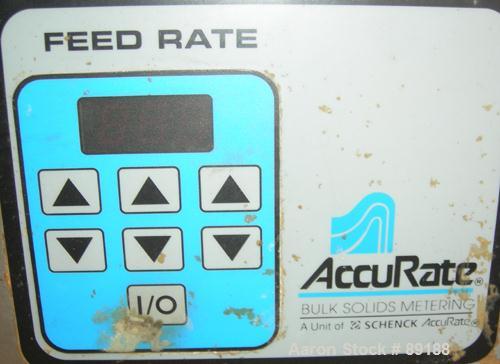 FEED RATE
I/O
AccuRate®
BULK SOLIDS METERING
A Unit of SCHENCK AccuRate®
Aaron Stock # 89188